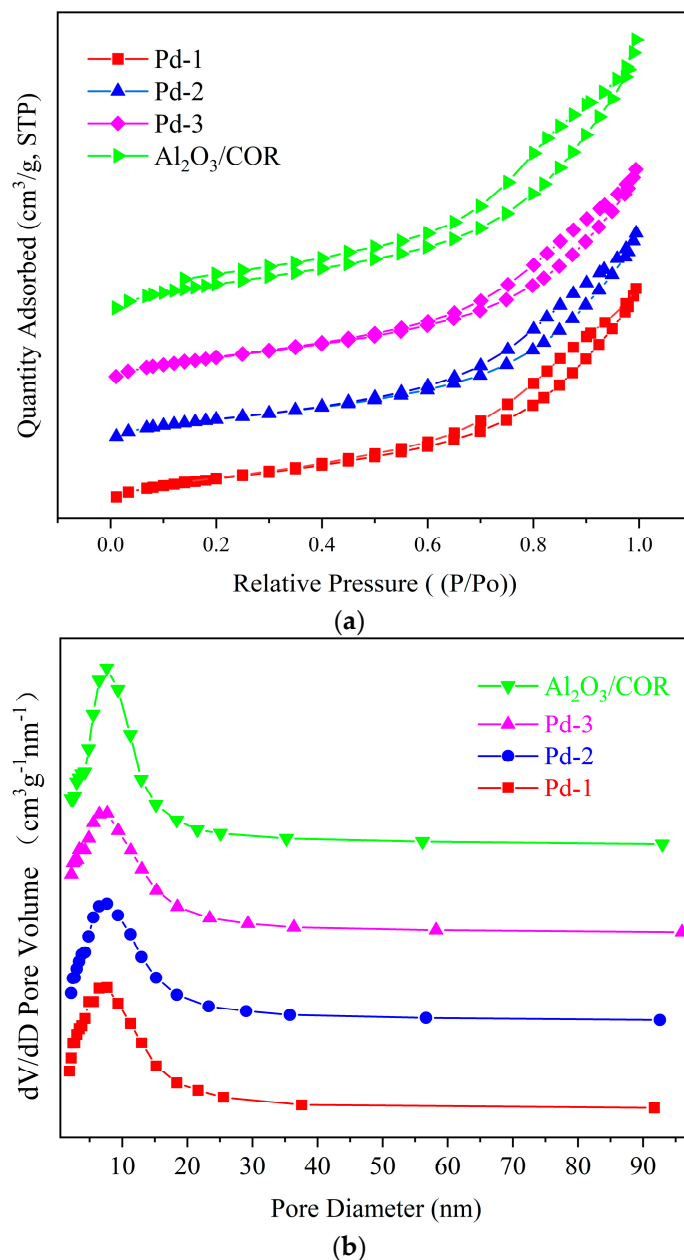 Pd-1
Pd-2
Pd-3
Al₂O₃/COR
Quantity Adsorbed (cm³/g, STP)
0.0 0.2 0.4 0.6 0.8 1.0
Relative Pressure ( (P/Po))
(a)
Al₂O₃/COR
Pd-3
Pd-2
Pd-1
dV/dD Pore Volume（cm³g⁻¹nm⁻¹)
10 20 30 40 50 60 70 80 90
Pore Diameter (nm)
(b)